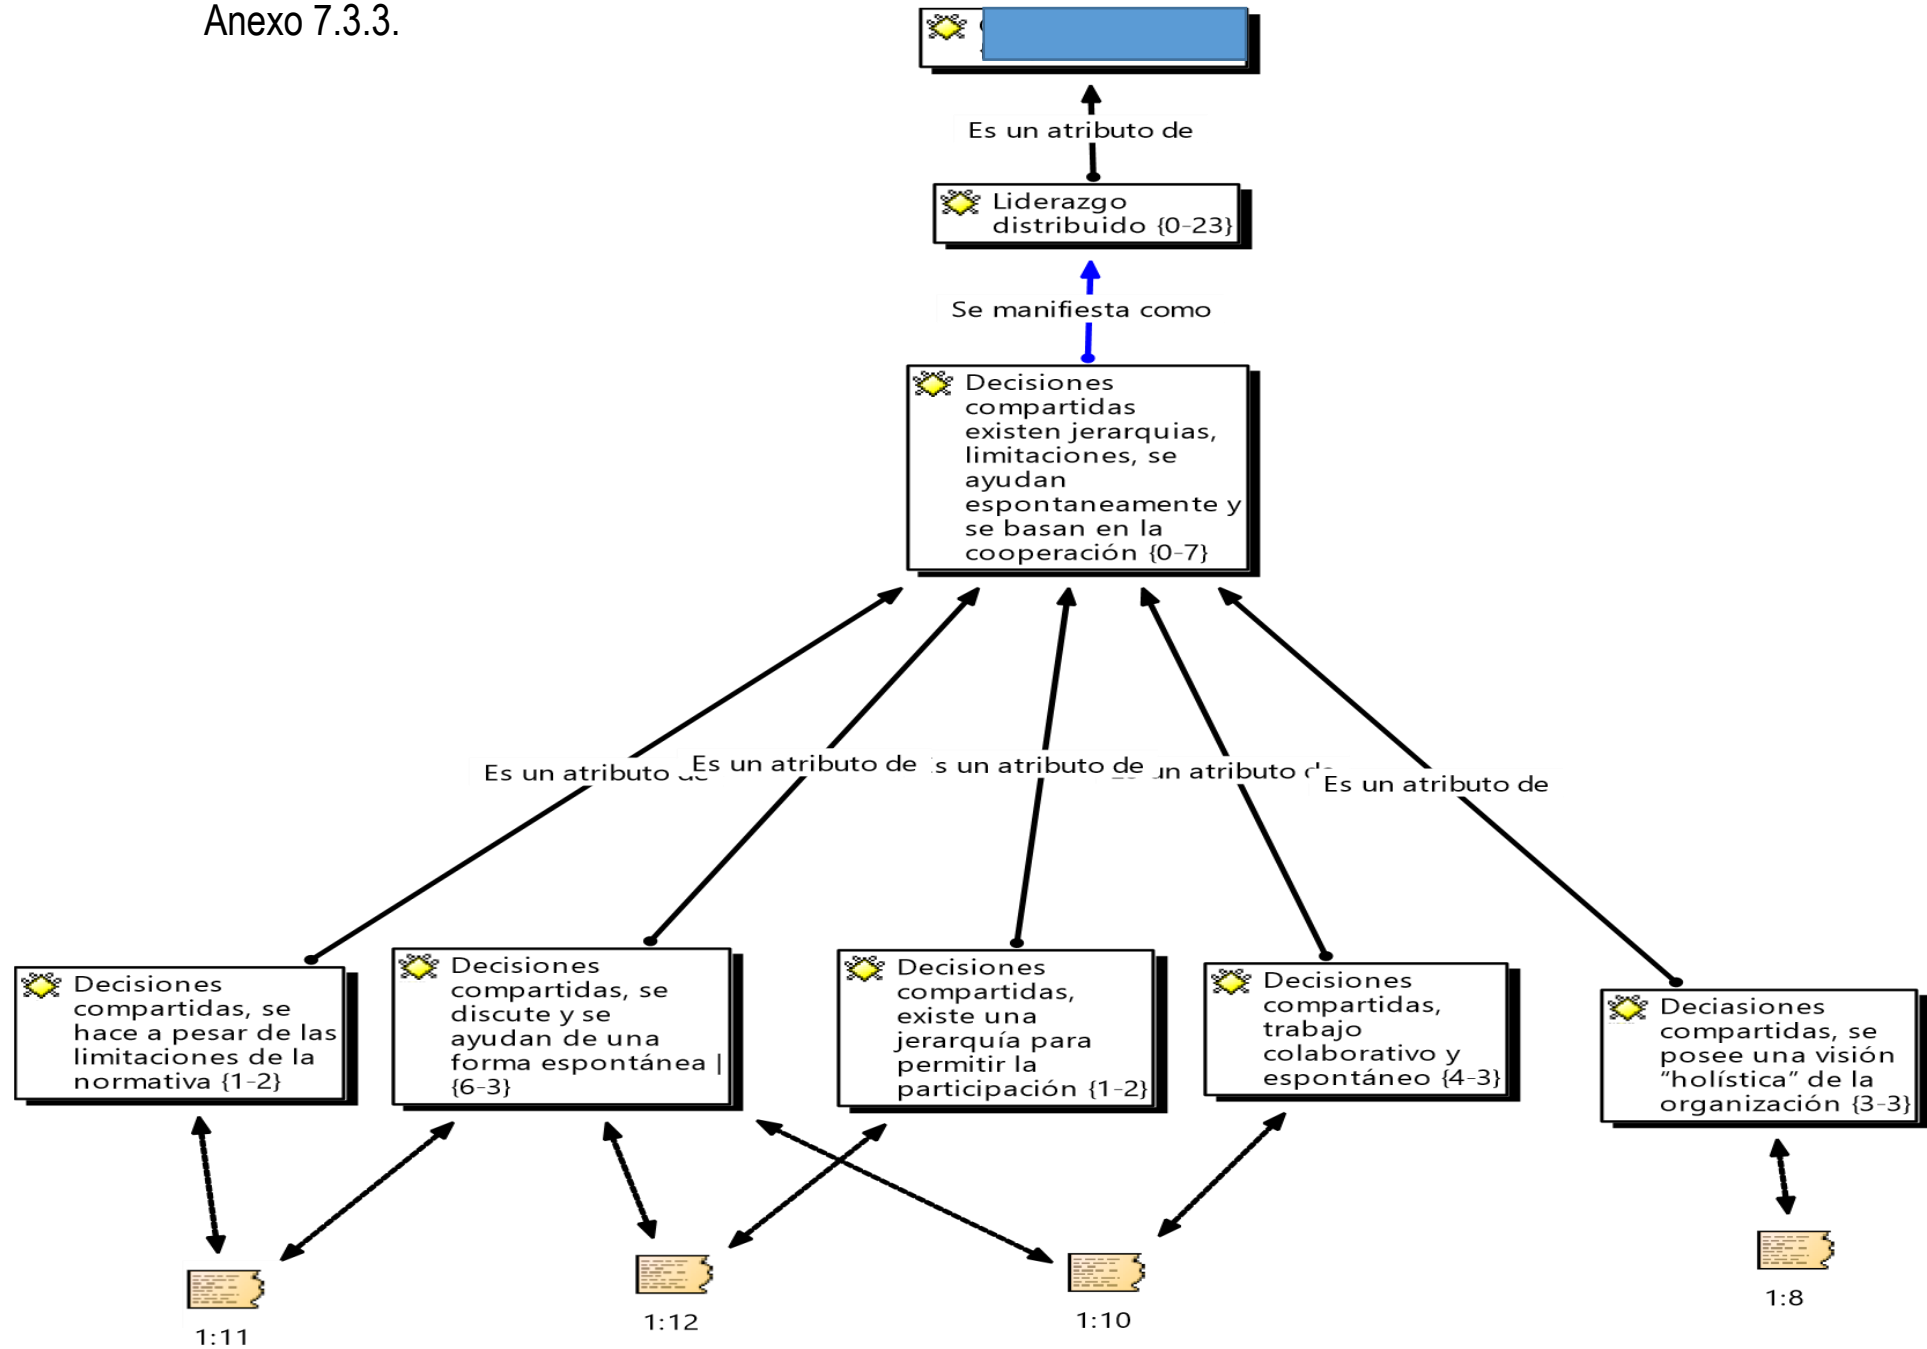 Anexo 7.3.3.
Es un atributo de
Liderazgo
distribuido {0-23}
Se manifiesta como
Decisiones
compartidas
existen jerarquias,
limitaciones, se
ayudan
espontaneamente y
se basan en la
cooperación {0-7}
Es un atributo de
Es un atributo de
s un atributo de
un atributo
Es un atributo de
Decisiones
compartidas, se
hace a pesar de las
limitaciones de la
normativa {1-2}
Decisiones
compartidas, se
discute y se
ayudan de una
forma espontánea |
{6-3}
Decisiones
compartidas,
existe una
jerarquía para
permitir la
participación {1-2}
Decisiones
compartidas,
trabajo
colaborativo y
espontáneo {4-3}
Deciasiones
compartidas, se
posee una visión
“holística” de la
organización {3-3}
1:11
1:12
1:10
1:8